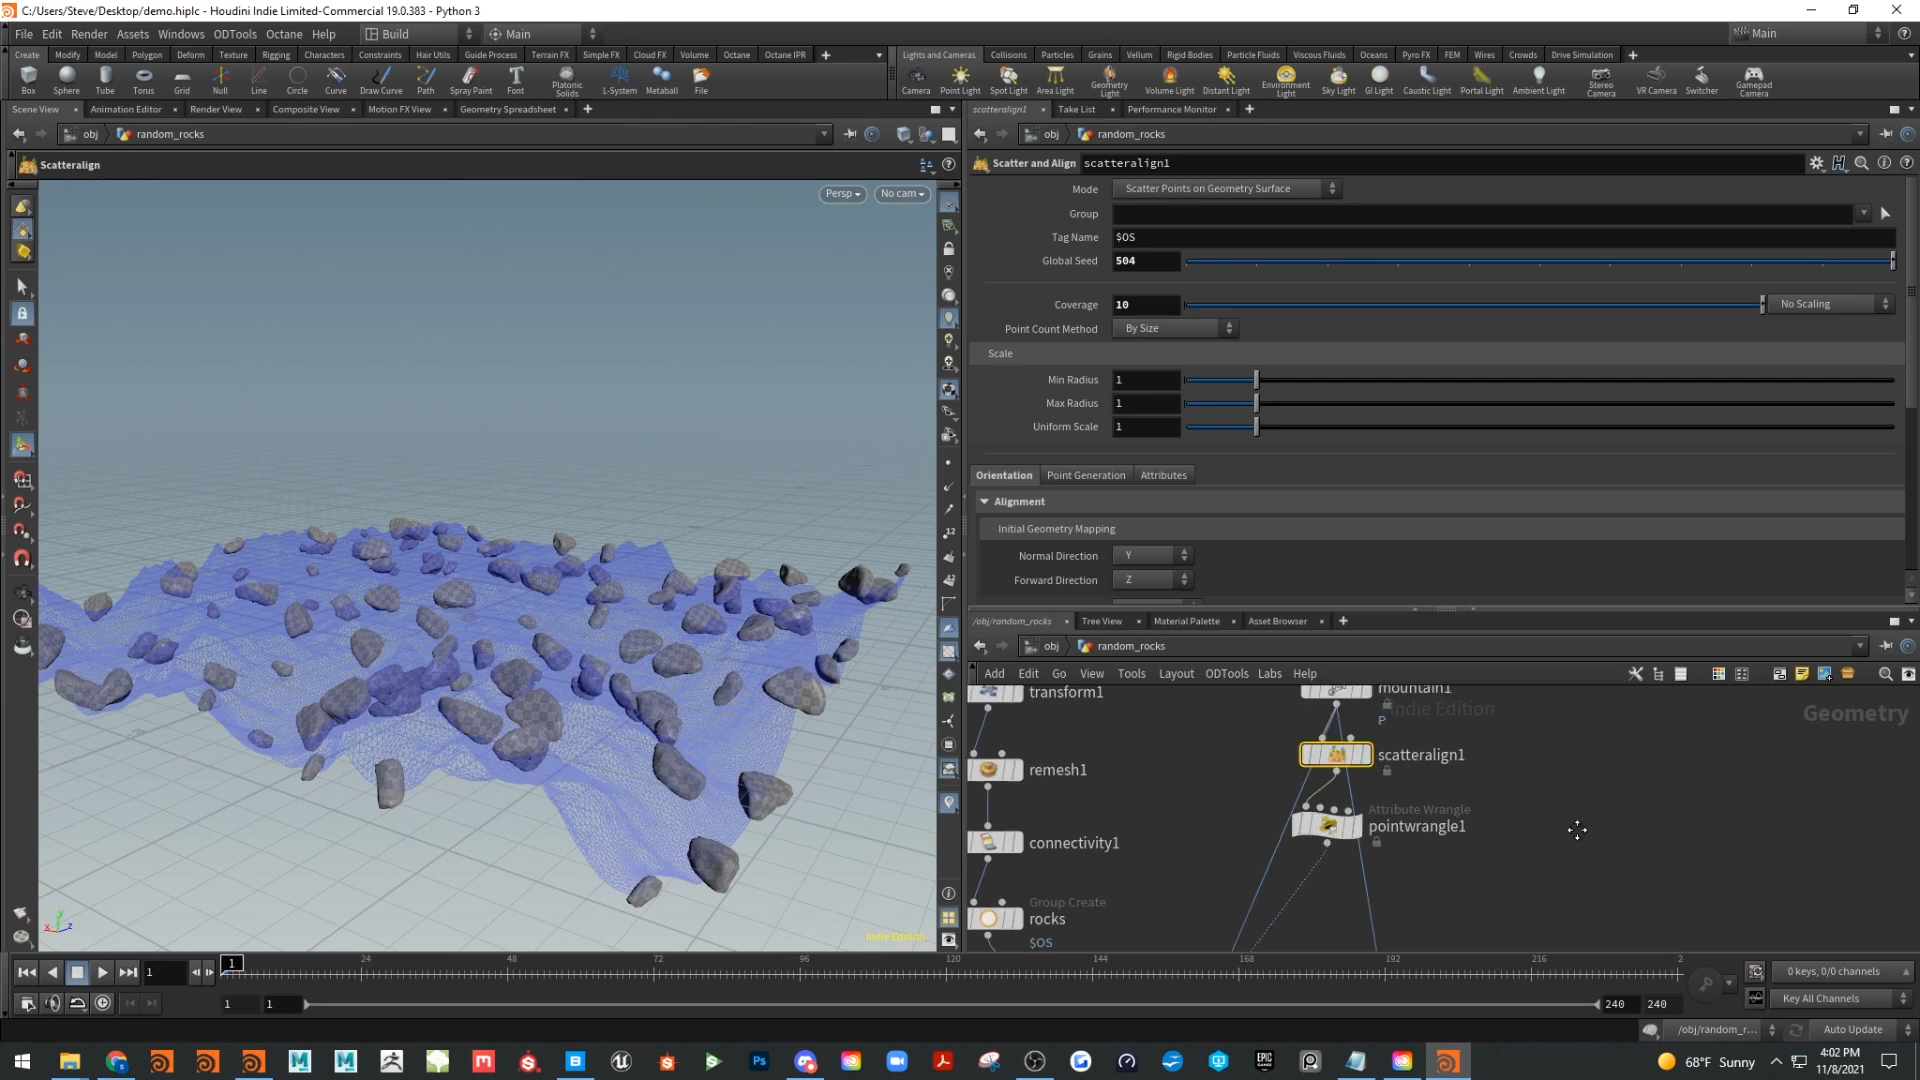 C:/Users/Steve/Desktop/demo.hiplc - Houdini Indie Limited-Commercial 19.0.383 - Python 3
File Edit Render Assets Windows ODTools Octane Help Build Main Main
Create Modify Model Polygon Deform Texture Rigging Characters Constraints Hair Utils Guide Process Terrain FX Simple FX Cloud FX Volume Octane Octane IPR
Lights and Cameras Collisions Particles Grains Vellum Rigid Bodies Particle Fluids Viscous Fluids Oceans Pyro FX FEM Wires Crowds Drive Simulation
Box Sphere Tube Torus Grid Null Line Circle Curve Draw Curve Path Spray Paint Font Platonic Solids L-System Metaball File
Camera Point Light Spot Light Area Light Geometry Light Volume Light Distant Light Environment Light Sky Light GI Light Caustic Light Portal Light Ambient Light Stereo Camera VR Camera Switcher Gamepad Camera
Scene View Animation Editor Render View Composite View Motion FX View Geometry Spreadsheet
scatteralign1 Take List Performance Monitor
obj random_rocks
obj random_rocks
Scatteralign
Scatter and Align scatteralign1
Persp No cam
Mode Scatter Points on Geometry Surface
Group
Tag Name $OS
Global Seed 504
Coverage 10 No Scaling
Point Count Method By Size
Scale
Min Radius 1
Max Radius 1
Uniform Scale 1
Orientation Point Generation Attributes
Alignment
Initial Geometry Mapping
Normal Direction Y
Forward Direction Z
/obj/random_rocks Tree View Material Palette Asset Browser
obj random_rocks
Add Edit Go View Tools Layout ODTools Labs Help
transform1
mountain1
Indie Edition
P
Geometry
scatteralign1
remesh1
Attribute Wrangle
pointwrangle1
connectivity1
Group Create
rocks
$OS
x y z
Indie Edition
1 1 24 48 72 96 120 144 168 192 216 2
0 keys, 0/0 channels
1 1 240 240 Key All Channels
/obj/random_r... Auto Update
68°F Sunny
4:02 PM
11/8/2021